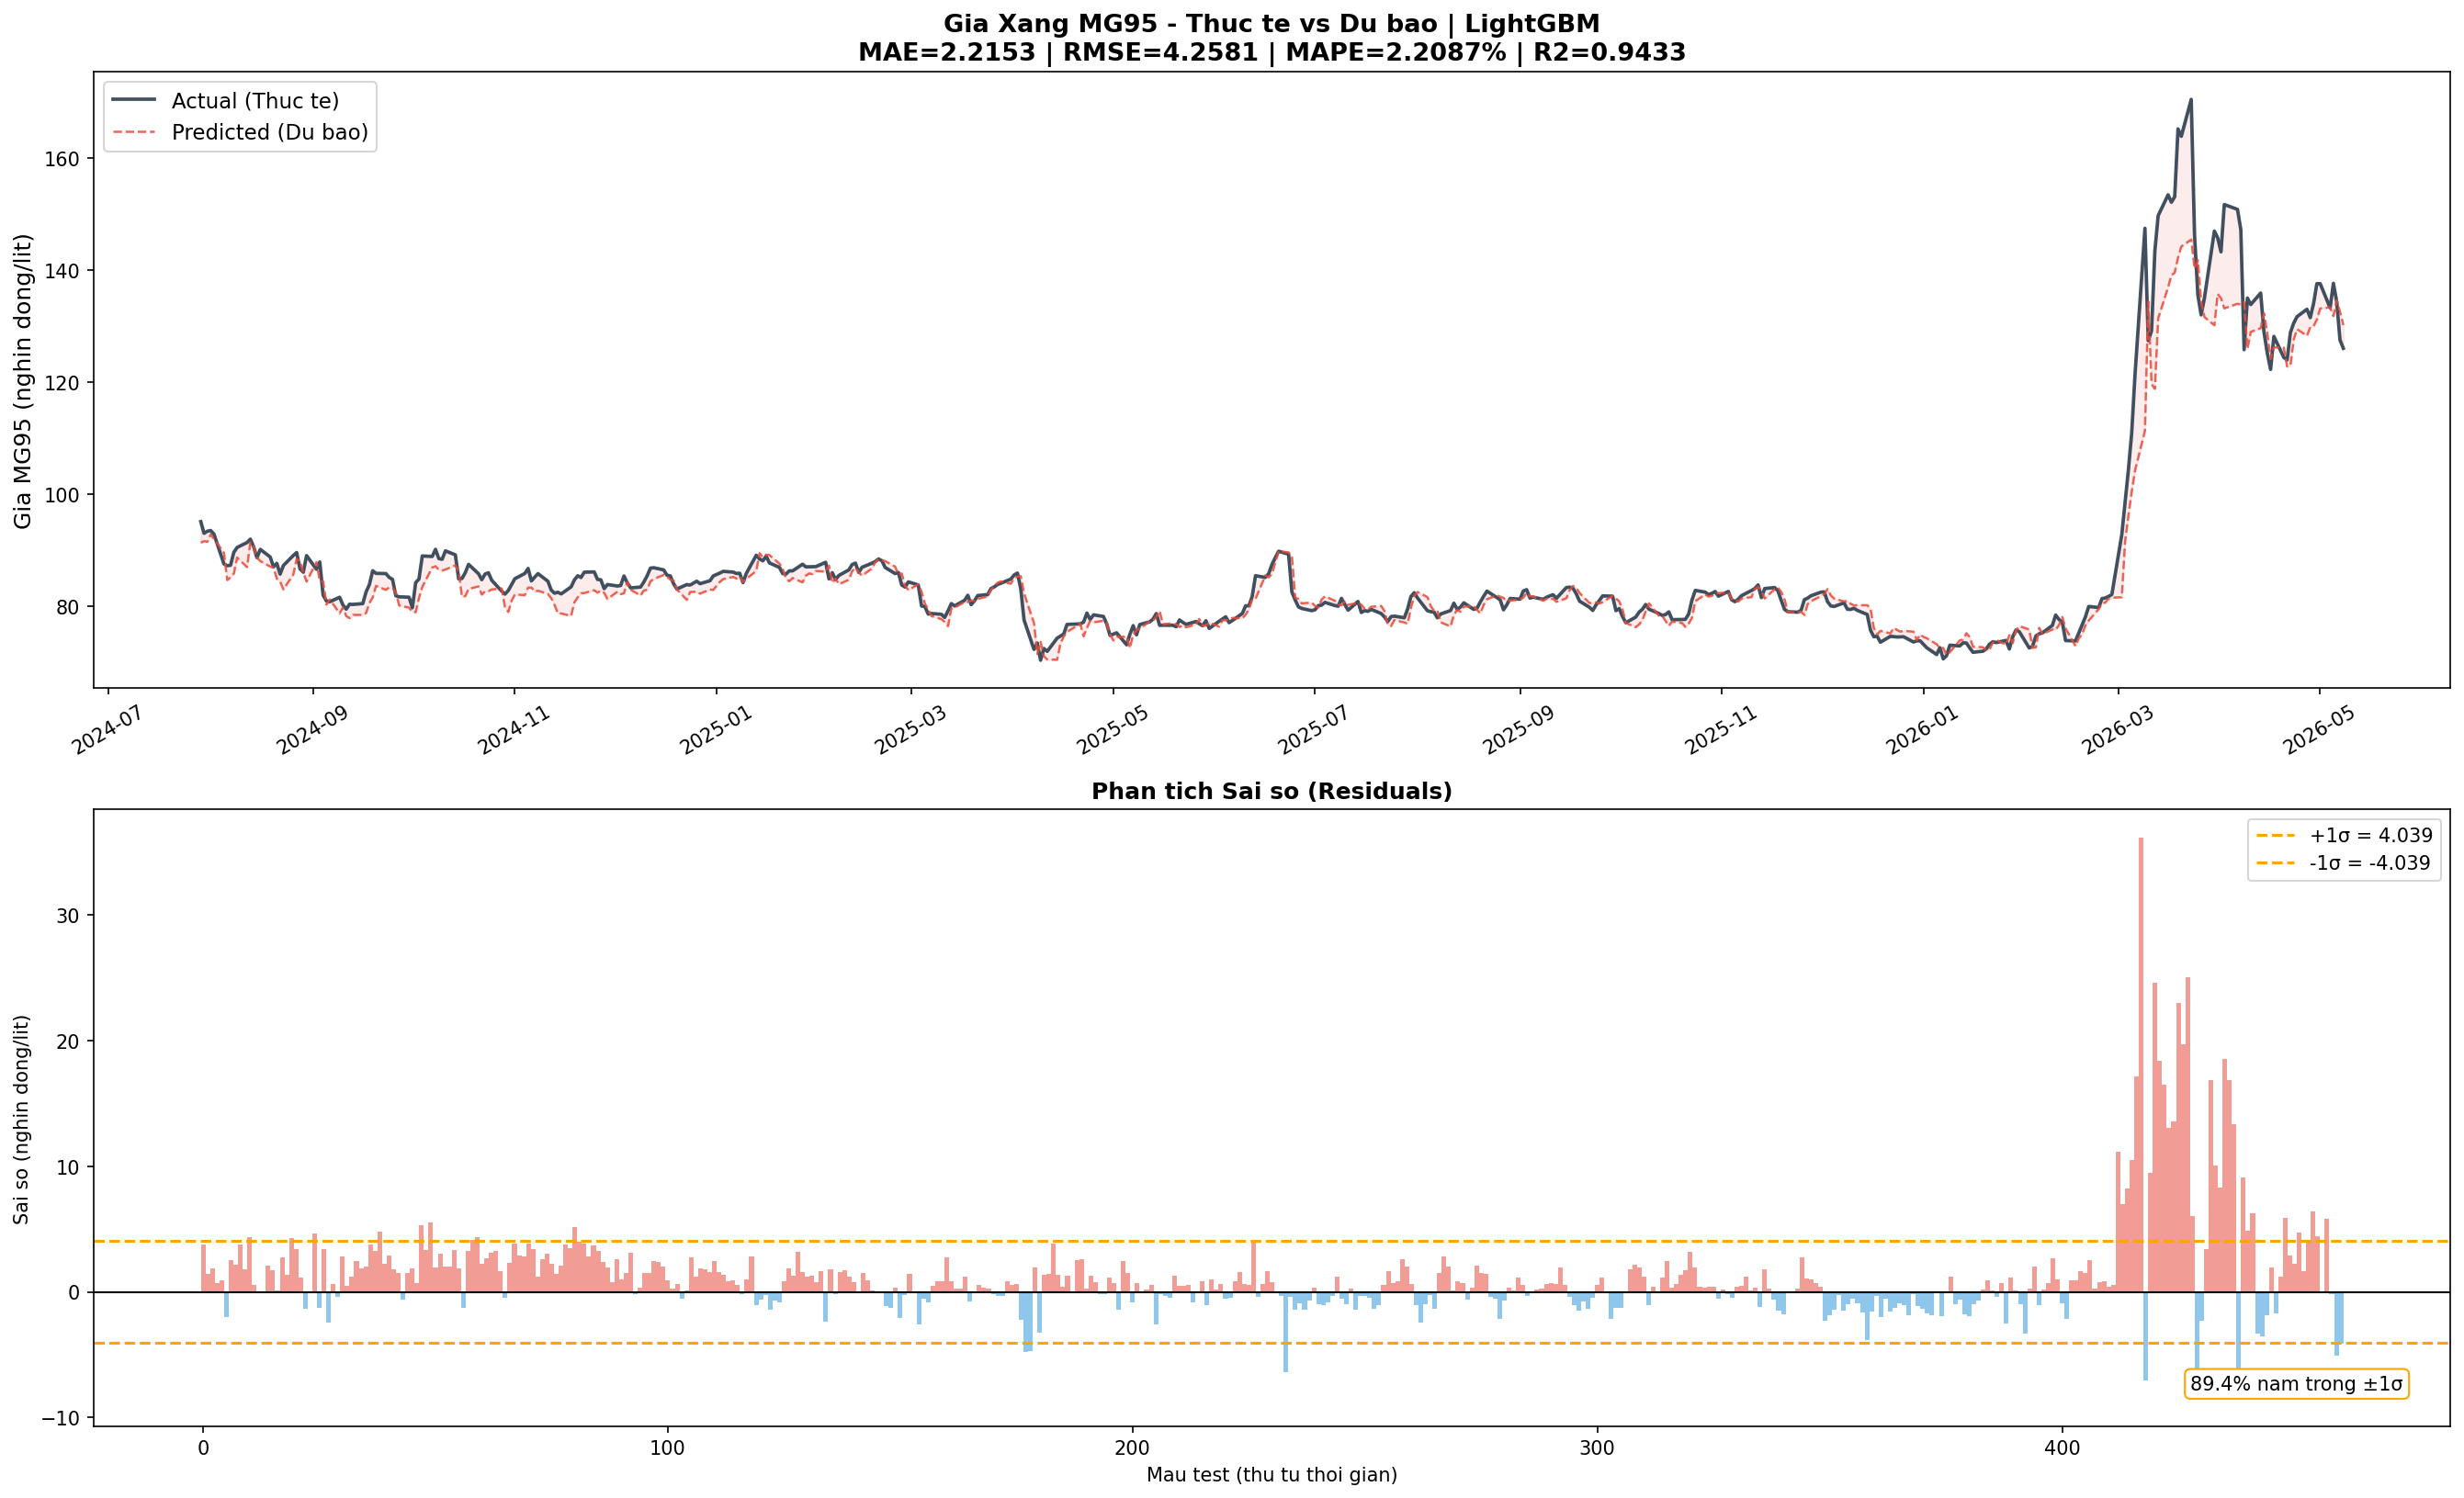 Gia Xang MG95 - Thuc te vs Du bao | LightGBM
MAE=2.2153 | RMSE=4.2581 | MAPE=2.2087% | R2=0.9433
Actual (Thuc te)
Predicted (Du bao)
Gia MG95 (nghin dong/lit)
160
140
120
100
80
2024-07
2024-09
2024-11
2025-01
2025-03
2025-05
2025-07
2025-09
2025-11
2026-01
2026-03
2026-05
Phan tich Sai so (Residuals)
+1σ = 4.039
-1σ = -4.039
Sai so (nghin dong/lit)
30
20
10
0
−10
89.4% nam trong ±1σ
0
100
200
300
400
Mau test (thu tu thoi gian)